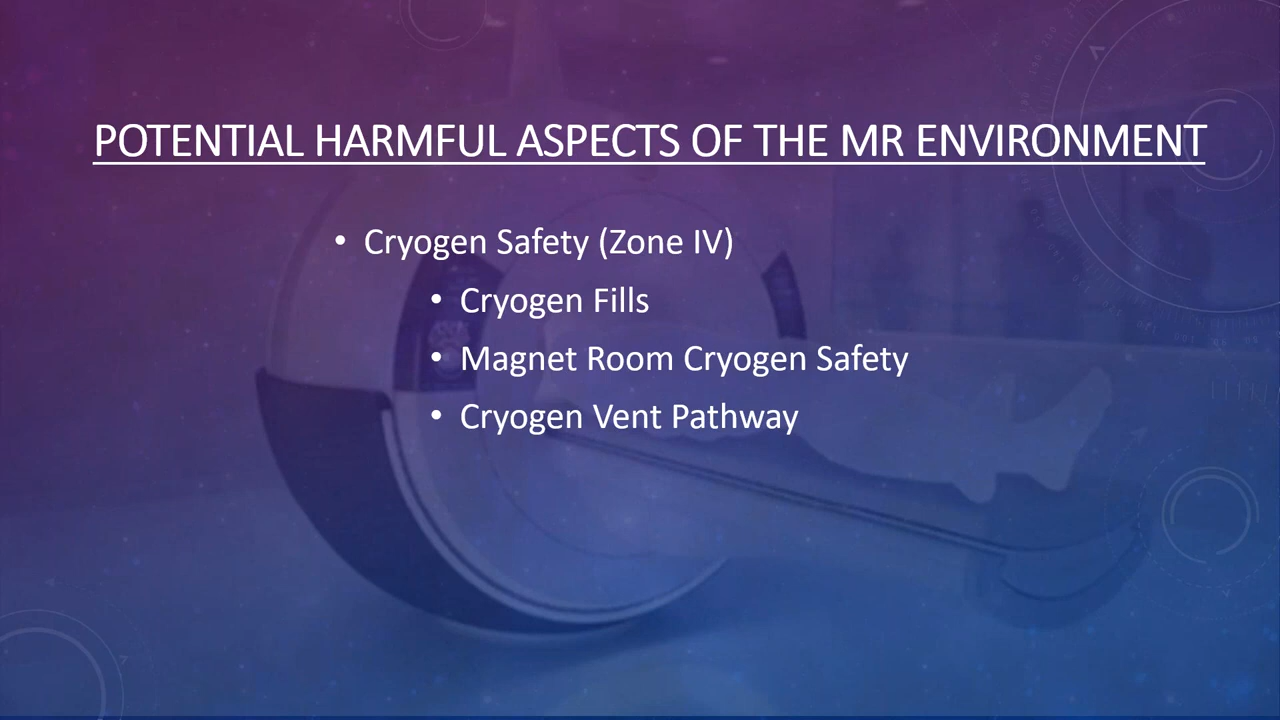 POTENTIAL HARMFUL ASPECTS OF THE MR ENVIRONMENT
• Cryogen Safety (Zone IV)
• Cryogen Fills
• Magnet Room Cryogen Safety
• Cryogen Vent Pathway